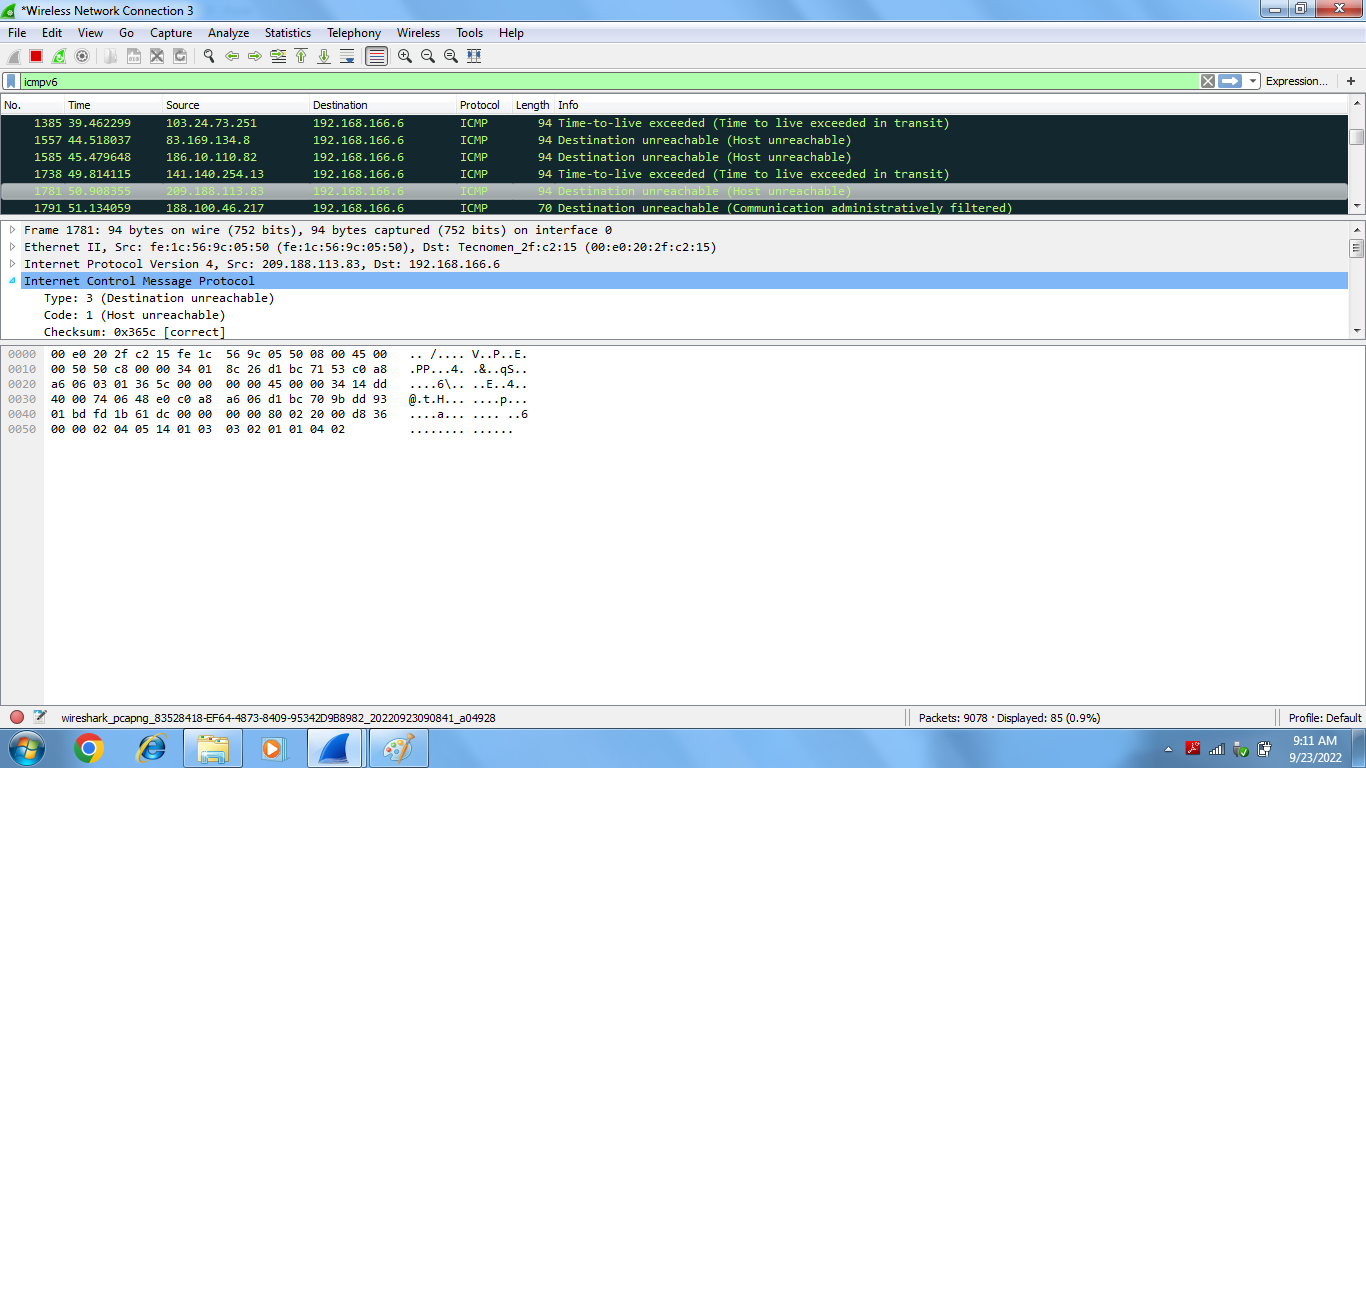 *Wireless Network Connection 3
File Edit View Go Capture Analyze Statistics Telephony Wireless Tools Help
icmpv6 Expression... +
No. Time Source Destination Protocol Length Info
1385 39.462299 103.24.73.251 192.168.166.6 ICMP 94 Time-to-live exceeded (Time to live exceeded in transit)
1557 44.518037 83.169.134.8 192.168.166.6 ICMP 94 Destination unreachable (Host unreachable)
1585 45.479648 186.10.110.82 192.168.166.6 ICMP 94 Destination unreachable (Host unreachable)
1738 49.814115 141.140.254.13 192.168.166.6 ICMP 94 Time-to-live exceeded (Time to live exceeded in transit)
1781 50.908355 209.188.113.83 192.168.166.6 ICMP 94 Destination unreachable (Host unreachable)
1791 51.134059 188.100.46.217 192.168.166.6 ICMP 70 Destination unreachable (Communication administratively filtered)
Frame 1781: 94 bytes on wire (752 bits), 94 bytes captured (752 bits) on interface 0
Ethernet II, Src: fe:1c:56:9c:05:50 (fe:1c:56:9c:05:50), Dst: Tecnomen_2f:c2:15 (00:e0:20:2f:c2:15)
Internet Protocol Version 4, Src: 209.188.113.83, Dst: 192.168.166.6
Internet Control Message Protocol
Type: 3 (Destination unreachable)
Code: 1 (Host unreachable)
Checksum: 0x365c [correct]
0000 00 e0 20 2f c2 15 fe 1c 56 9c 05 50 08 00 45 00 .. /.... V..P..E.
0010 00 50 50 c8 00 00 34 01 8c 26 d1 bc 71 53 c0 a8 .PP...4. .&..qS..
0020 a6 06 03 01 36 5c 00 00 00 00 45 00 00 34 14 dd ....6\.. ..E..4..
0030 40 00 74 06 48 e0 c0 a8 a6 06 d1 bc 70 9b dd 93 @.t.H... ....p...
0040 01 bd fd 1b 61 dc 00 00 00 00 80 02 20 00 d8 36 ....a... .... ..6
0050 00 00 02 04 05 14 01 03 03 02 01 01 04 02 ........ ......
wireshark_pcapng_83528418-EF64-4873-8409-95342D9B8982_20220923090841_a04928 Packets: 9078 · Displayed: 85 (0.9%) Profile: Default
9:11 AM
9/23/2022